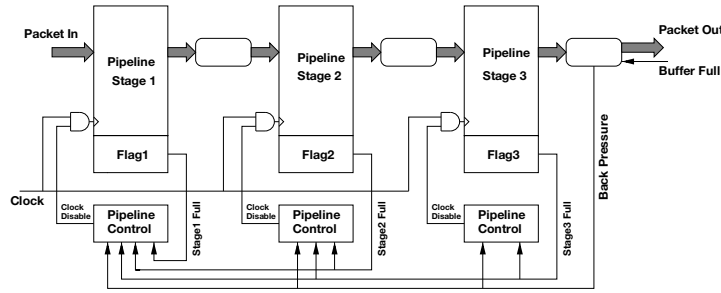 Packet In
Pipeline
Stage 1
Pipeline
Stage 2
Pipeline
Stage 3
Packet Out
Buffer Full
Flag1
Flag2
Flag3
Clock
Clock
Disable
Pipeline
Control
Stage1 Full
Clock
Disable
Pipeline
Control
Stage2 Full
Clock
Disable
Pipeline
Control
Stage3 Full
Back Pressure